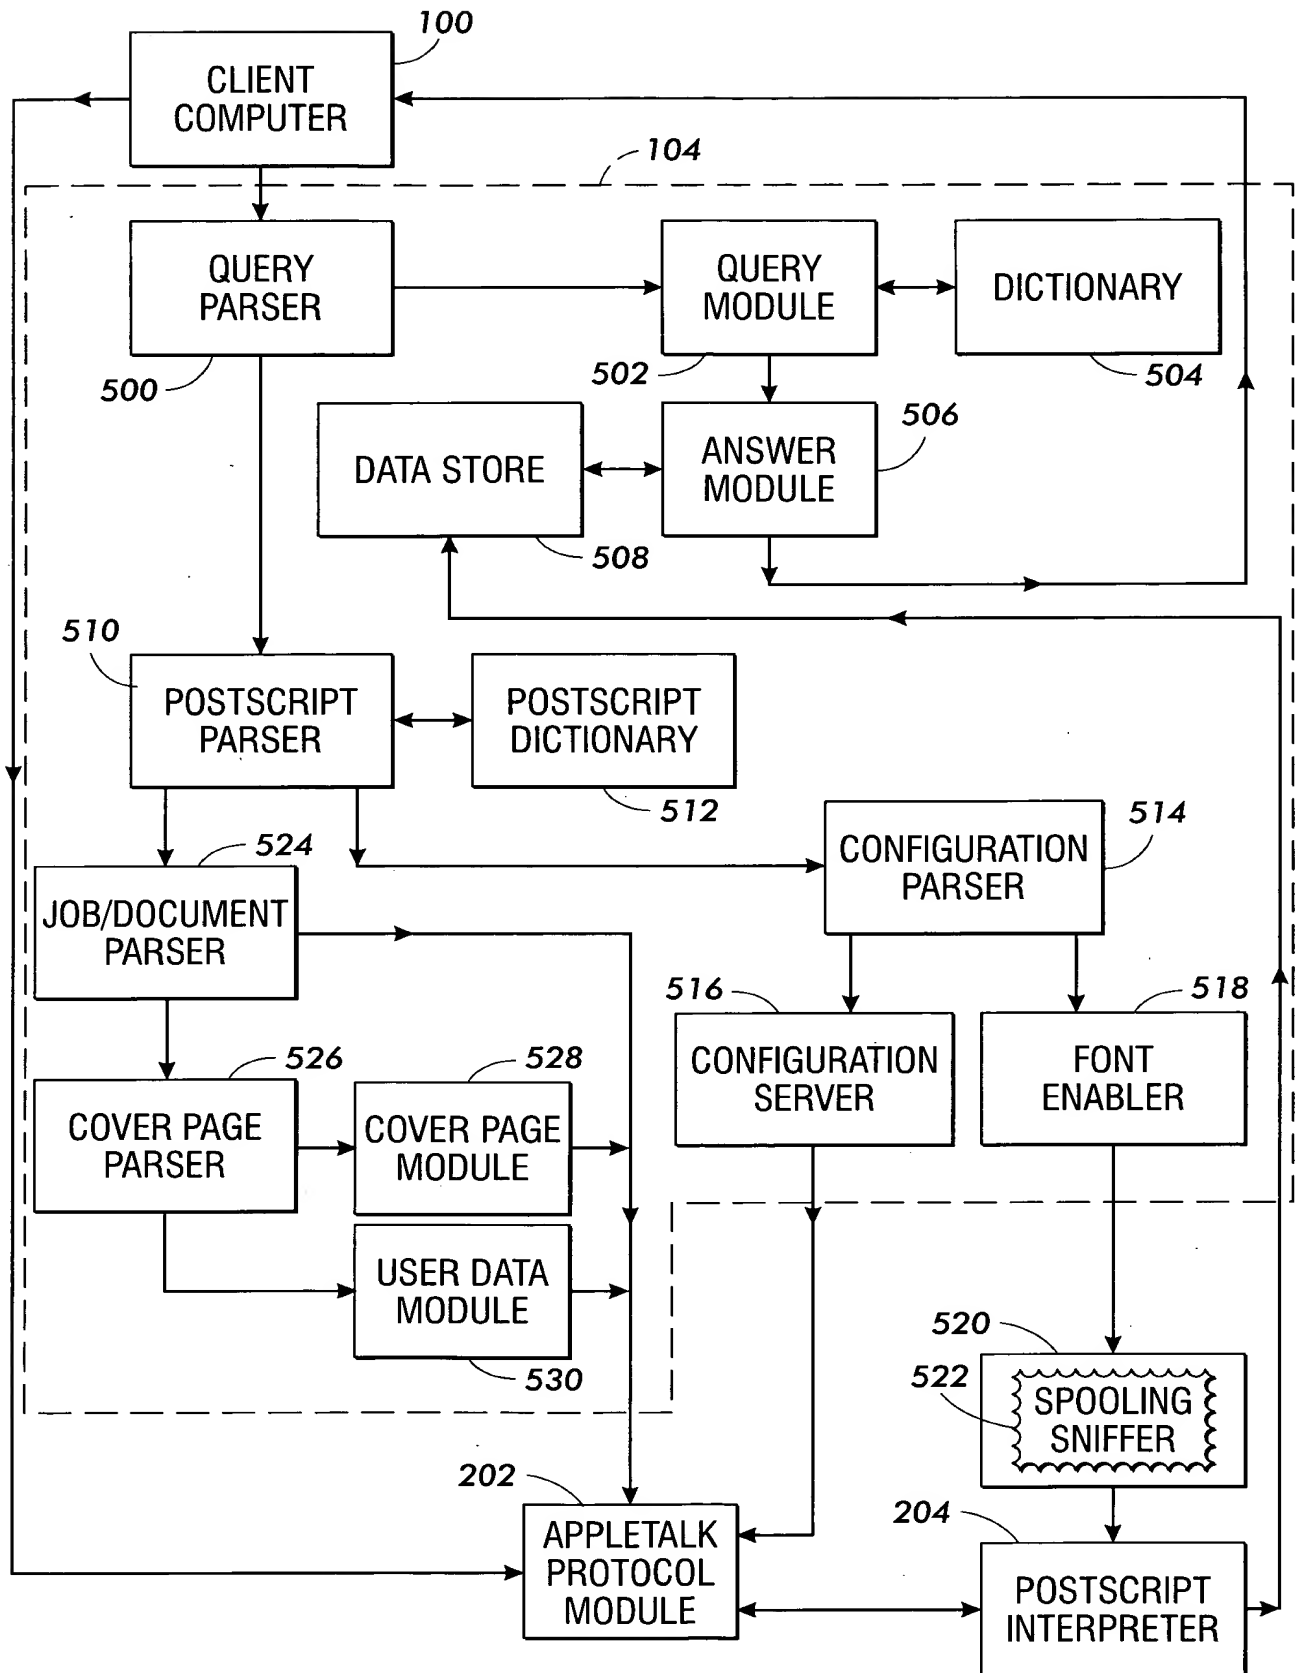 100
CLIENT
COMPUTER
104
QUERY
PARSER
500
QUERY
MODULE
502
DICTIONARY
504
DATA STORE
508
ANSWER
MODULE
506
510
POSTSCRIPT
PARSER
POSTSCRIPT
DICTIONARY
512
CONFIGURATION
PARSER
514
524
JOB/DOCUMENT
PARSER
516
CONFIGURATION
SERVER
518
FONT
ENABLER
526
COVER PAGE
PARSER
528
COVER PAGE
MODULE
USER DATA
MODULE
530
520
522
SPOOLING
SNIFFER
202
APPLETALK
PROTOCOL
MODULE
204
POSTSCRIPT
INTERPRETER